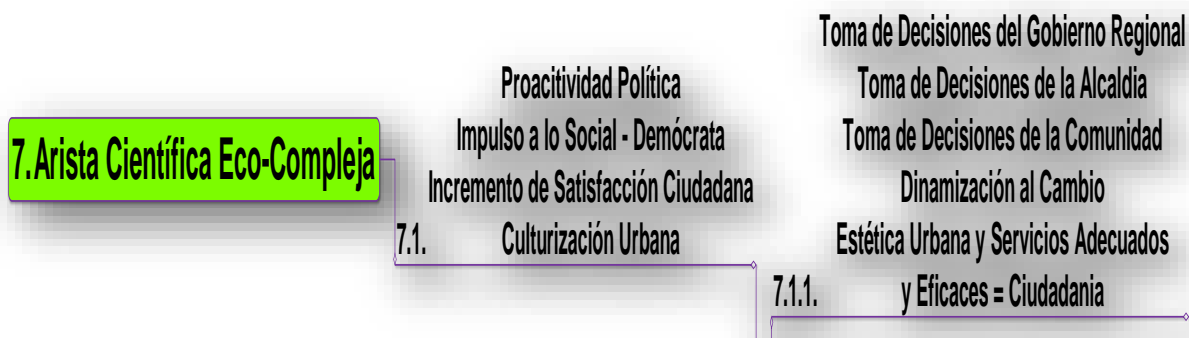 7.Arista Científica Eco-Compleja
Proacitividad Política
Impulso a lo Social - Demócrata
Incremento de Satisfacción Ciudadana
7.1. Culturización Urbana
Toma de Decisiones del Gobierno Regional
Toma de Decisiones de la Alcaldia
Toma de Decisiones de la Comunidad
Dinamización al Cambio
Estética Urbana y Servicios Adecuados
7.1.1. y Eficaces = Ciudadania